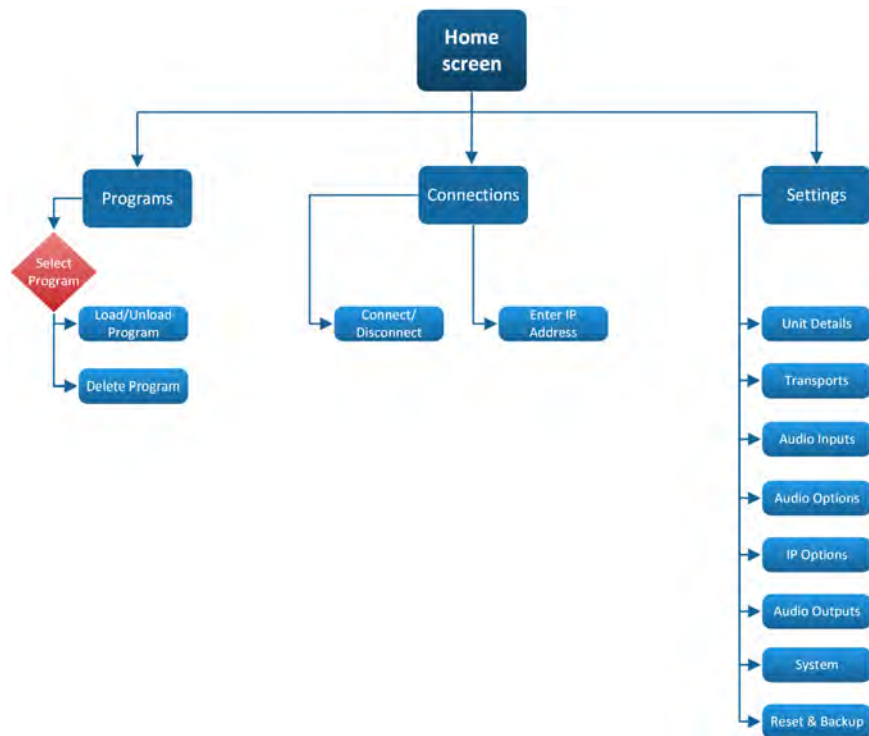 Home
screen
Programs
Connections
Settings
Select
Program
Load/Unload
Program
Delete Program
Connect/
Disconnect
Enter IP
Address
Unit Details
Transports
Audio Inputs
Audio Options
IP Options
Audio Outputs
System
Reset & Backup